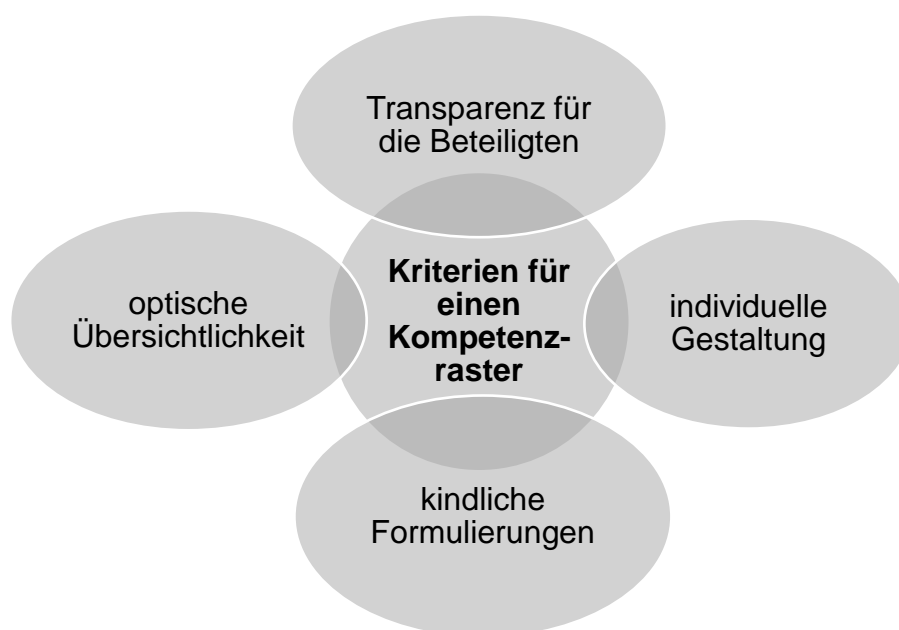 Transparenz für
die Beteiligten
optische
Übersichtlichkeit
Kriterien für
einen
Kompetenz-
raster
individuelle
Gestaltung
kindliche
Formulierungen